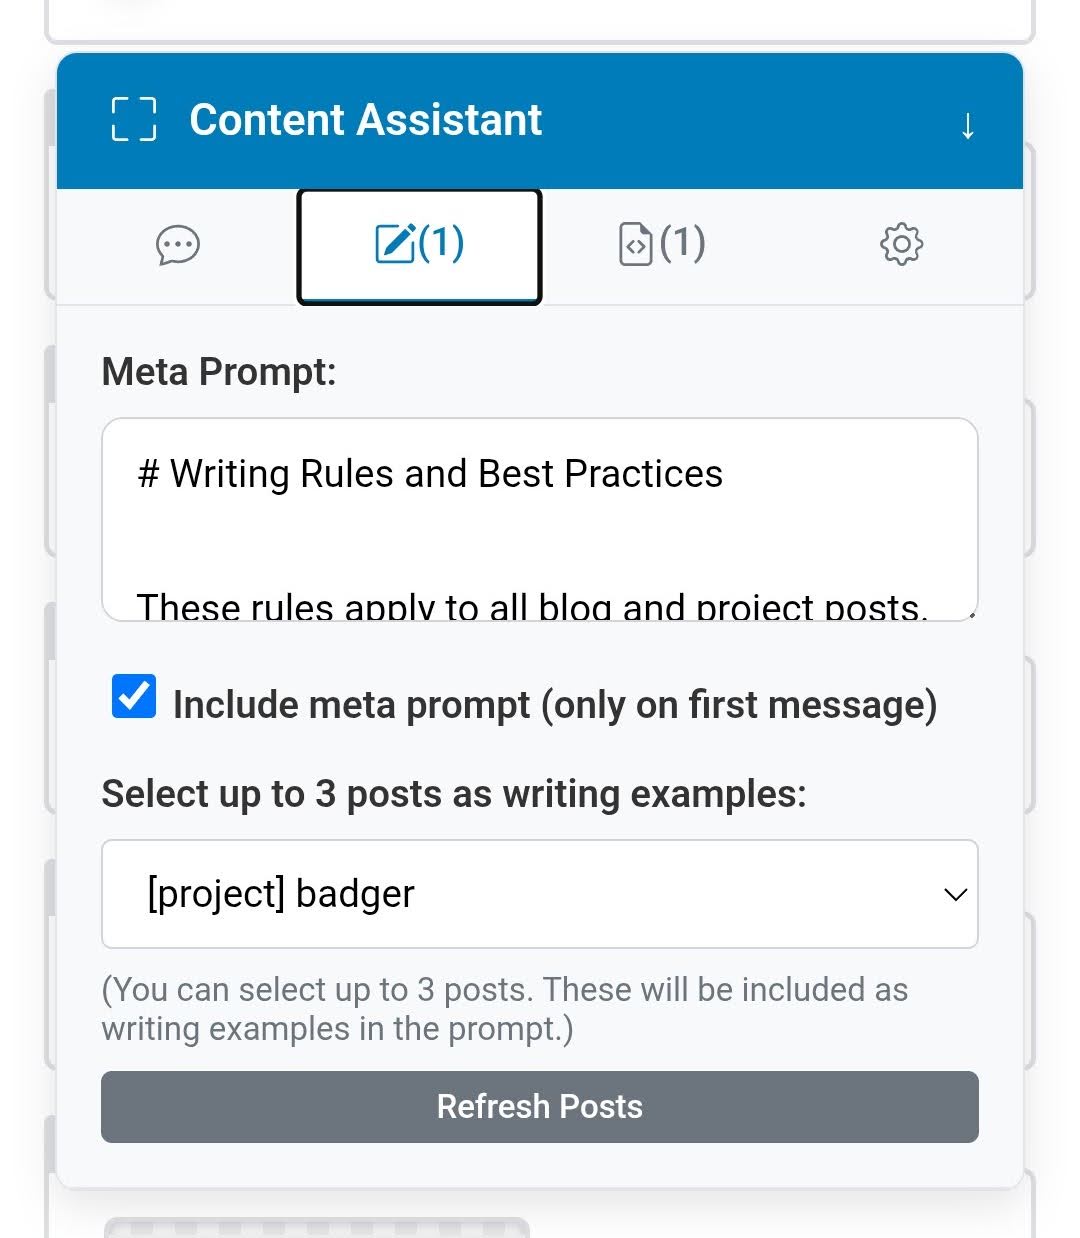 Content Assistant ↓
(1) (1)
Meta Prompt:
# Writing Rules and Best Practices
These rules apply to all blog and project posts.
Include meta prompt (only on first message)
Select up to 3 posts as writing examples:
[project] badger
(You can select up to 3 posts. These will be included as
writing examples in the prompt.)
Refresh Posts